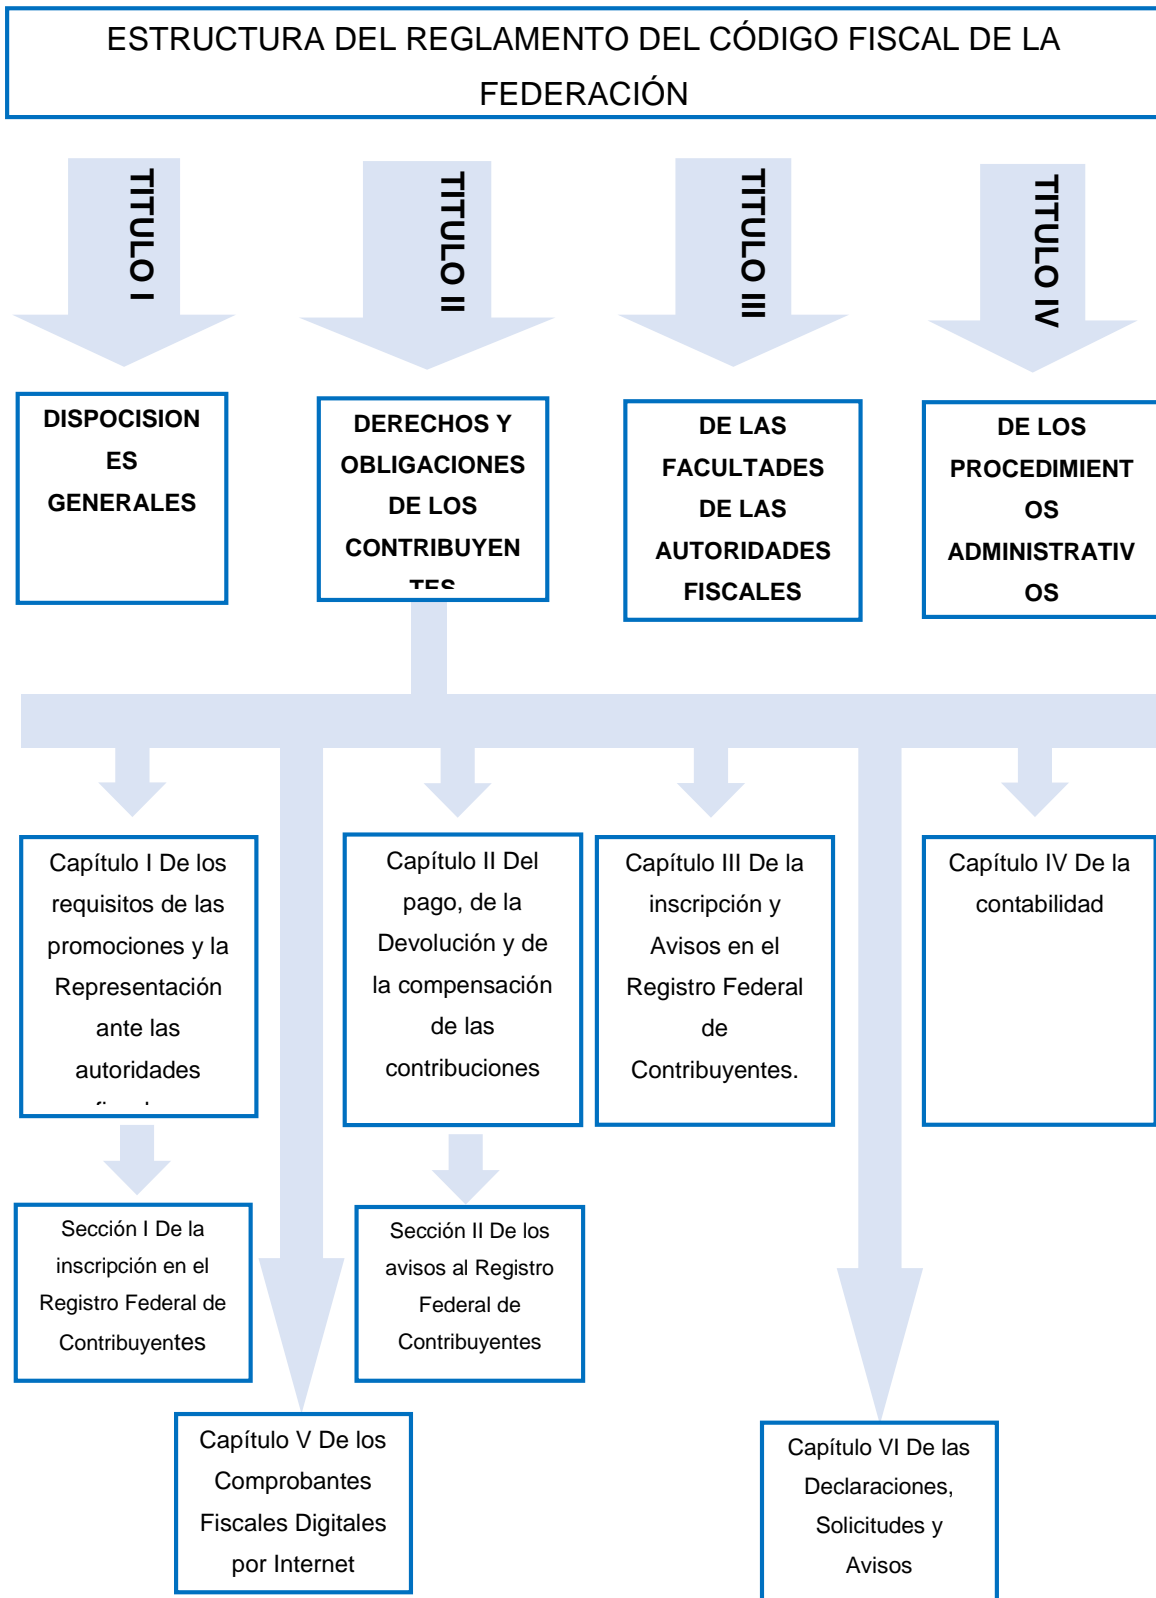 ESTRUCTURA DEL REGLAMENTO DEL CÓDIGO FISCAL DE LA
FEDERACIÓN
TITULO I
TITULO II
TITULO III
TITULO IV
DISPOCISION
ES
GENERALES
DERECHOS Y
OBLIGACIONES
DE LOS
CONTRIBUYEN
TES
DE LAS
FACULTADES
DE LAS
AUTORIDADES
FISCALES
DE LOS
PROCEDIMIENT
OS
ADMINISTRATIV
OS
Capítulo I De los
requisitos de las
promociones y la
Representación
ante las
autoridades
Capítulo II Del
pago, de la
Devolución y de
la compensación
de las
contribuciones
Capítulo III De la
inscripción y
Avisos en el
Registro Federal
de
Contribuyentes.
Capítulo IV De la
contabilidad
Sección I De la
inscripción en el
Registro Federal de
Contribuyentes
Sección II De los
avisos al Registro
Federal de
Contribuyentes
Capítulo V De los
Comprobantes
Fiscales Digitales
por Internet
Capítulo VI De las
Declaraciones,
Solicitudes y
Avisos